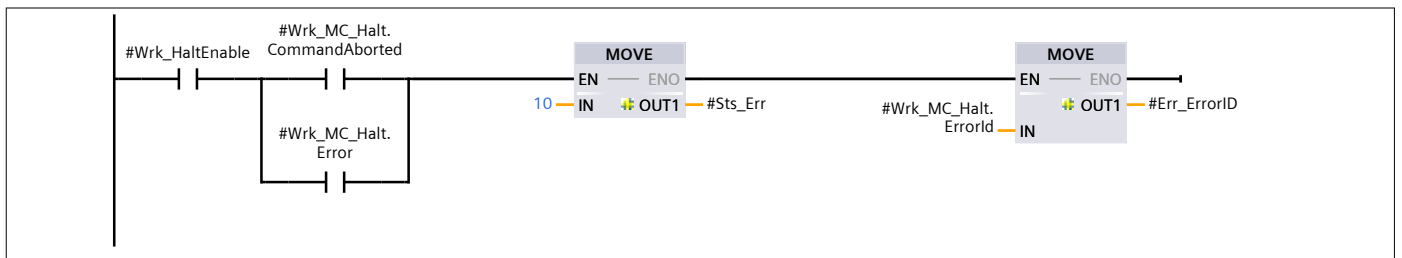 #Wrk_HaltEnable
#Wrk_MC_Halt.
CommandAborted
#Wrk_MC_Halt.
Error
MOVE
EN ENO
10 IN OUT1 #Sts_Err
MOVE
EN ENO
#Wrk_MC_Halt.
ErrorId IN
OUT1 #Err_ErrorID